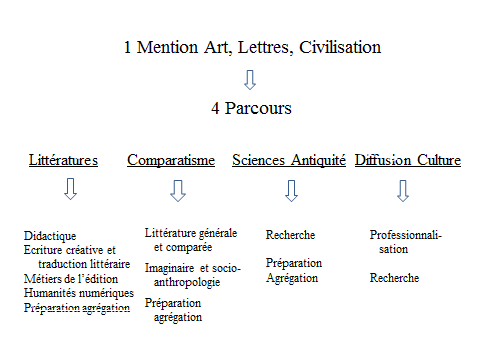 1 Mention Art, Lettres, Civilisation
4 Parcours
Littératures
Comparatisme
Sciences Antiquité
Diffusion Culture
Didactique
Ecriture créative et
traduction littéraire
Métiers de l'édition
Humanités numériques
Préparation agrégation
Littérature générale
et comparée
Imaginaire et socio-
anthropologie
Préparation
agrégation
Recherche
Préparation
Agrégation
Professionnali-
sation
Recherche